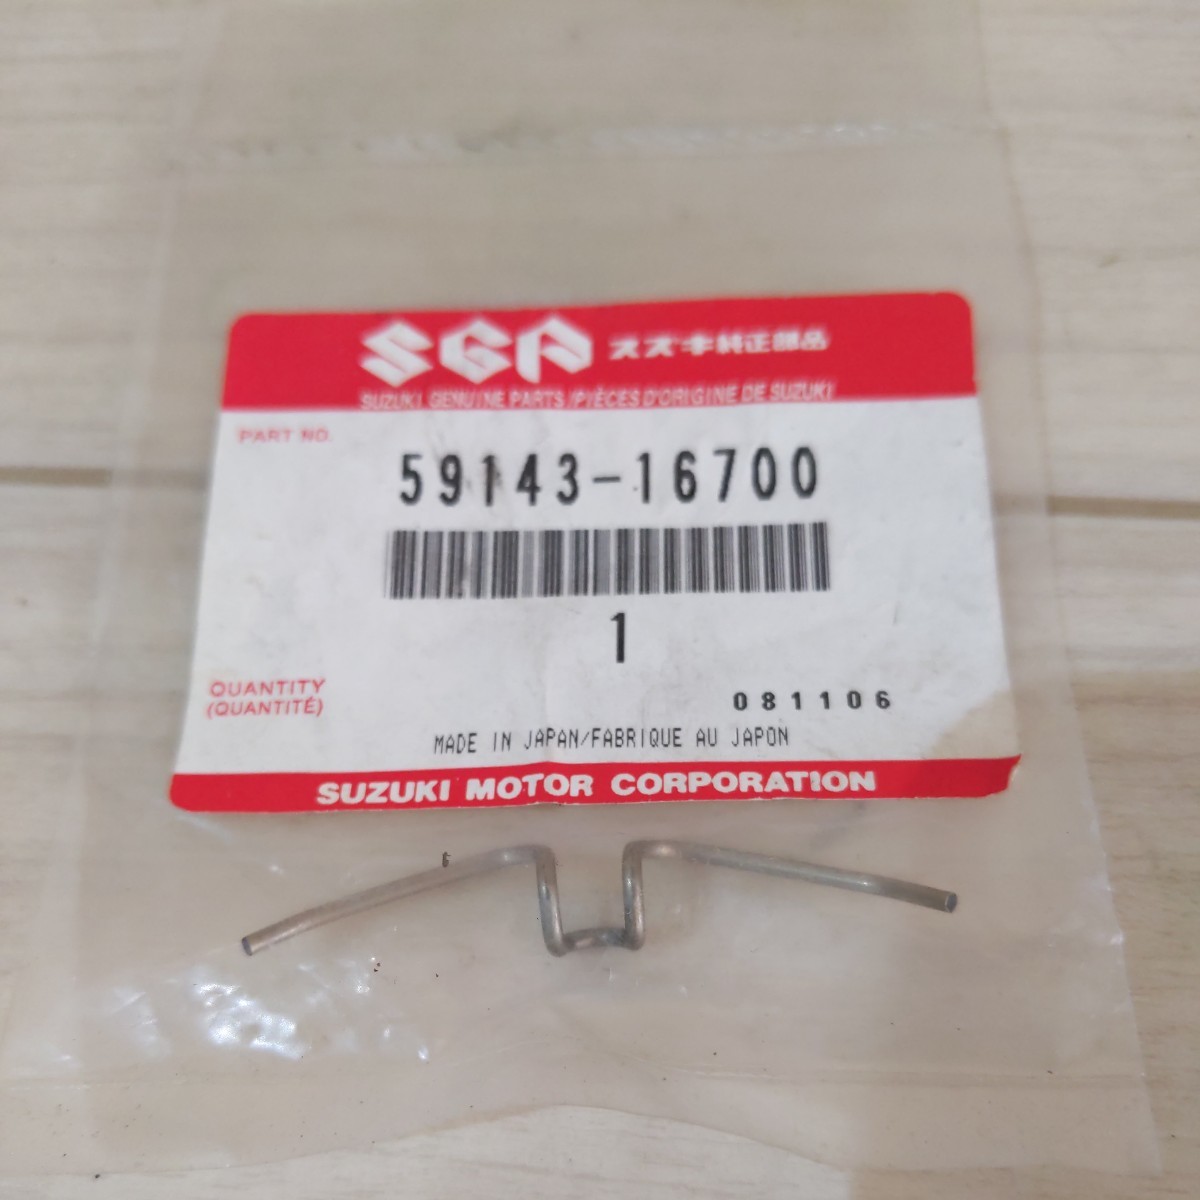 SGP スズキ純正部品
SUZUKI GENUINE PARTS/PIÈCES D'ORIGINE DE SUZUKI
PART NO.
59143-16700
1
QUANTITY
(QUANTITÉ)
081106
MADE IN JAPAN/FABRIQUE AU JAPON
SUZUKI MOTOR CORPORATION